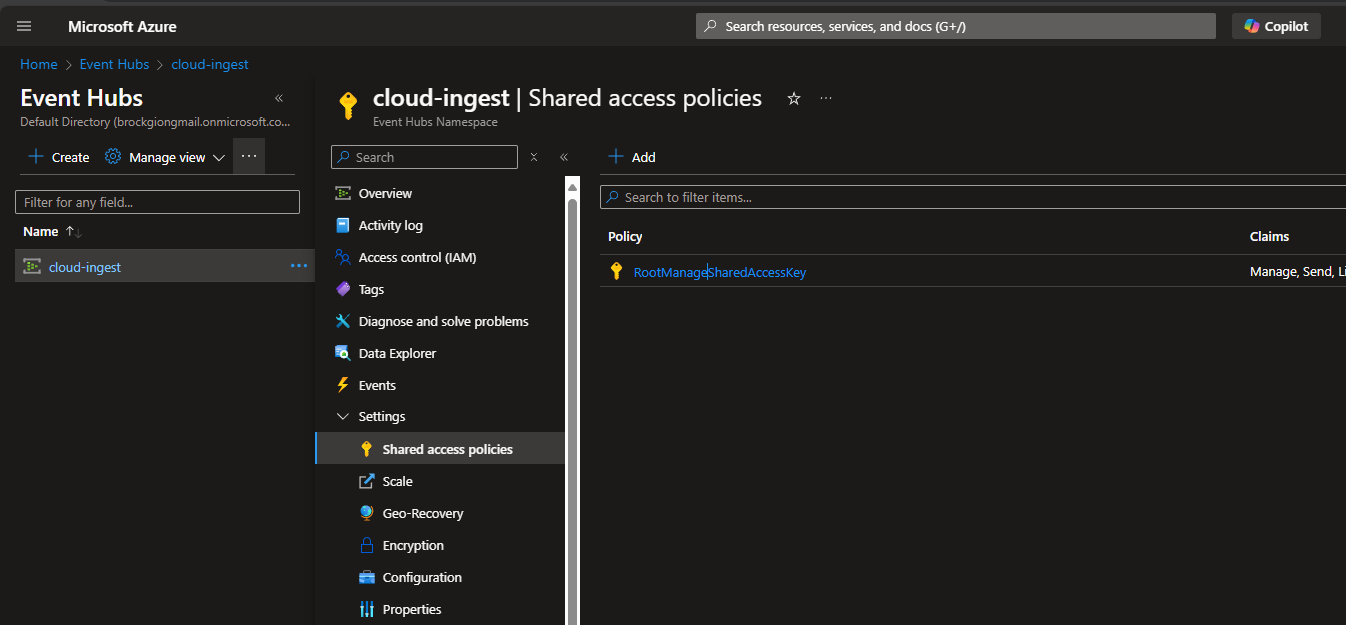 Microsoft Azure
Search resources, services, and docs (G+/)
Copilot
Home > Event Hubs > cloud-ingest
Event Hubs
Default Directory (brockgiongmail.onmicrosoft.co...
Create
Manage view
Filter for any field...
Name
cloud-ingest
cloud-ingest | Shared access policies
Event Hubs Namespace
Search
Overview
Activity log
Access control (IAM)
Tags
Diagnose and solve problems
Data Explorer
Events
Settings
Shared access policies
Scale
Geo-Recovery
Encryption
Configuration
Properties
Add
Search to filter items...
Policy Claims
RootManageSharedAccessKey Manage, Send, Li